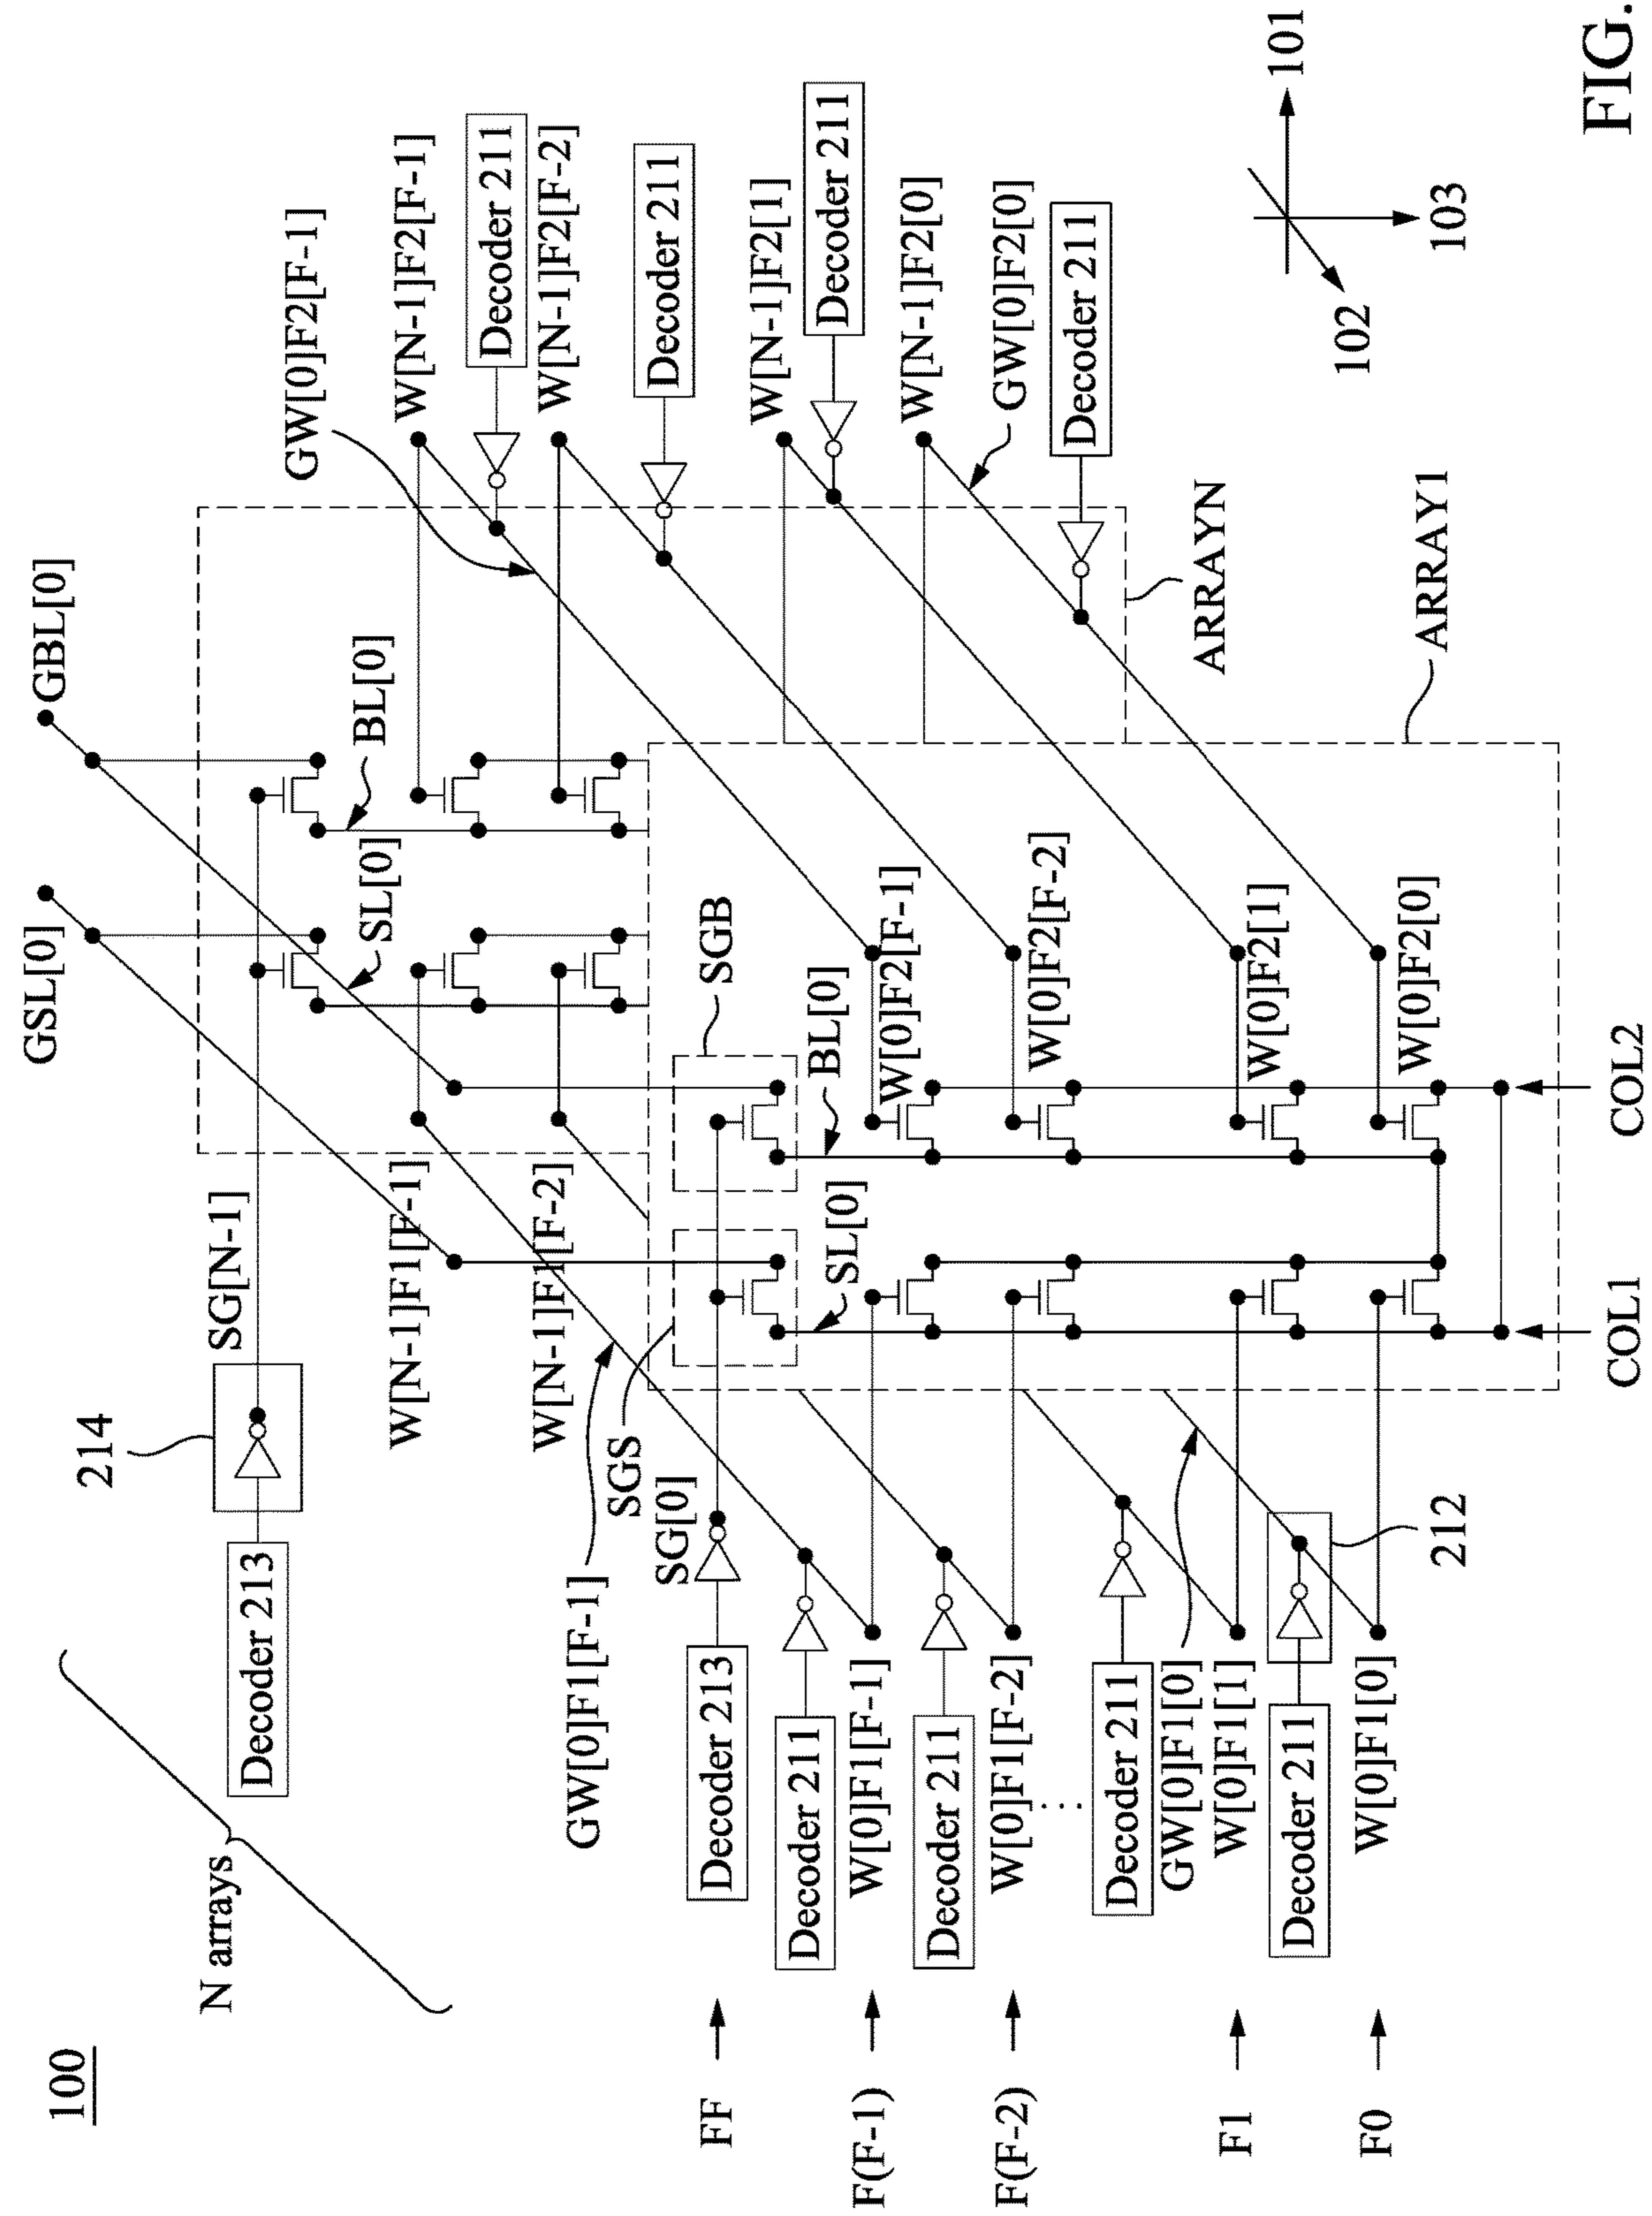 100
N arrays
214
Decoder 213
SG[N-1]
GSL[0]
GBL[0]
SL[0]
BL[0]
GW[0]F2[F-1]
W[N-1]F2[F-1]
Decoder 211
W[N-1]F2[F-2]
Decoder 211
W[N-1]F2[1]
Decoder 211
W[N-1]F2[0]
GW[0]F2[0]
Decoder 211
W[N-1]F1[F-1]
W[N-1]F1[F-2]
GW[0]F1[F-1]
SGS
SGB
ARRAYN
ARRAY1
FF
Decoder 213
SG[0]
SL[0]
BL[0]
Decoder 211
F(F-1)
W[0]F1[F-1]
W[0]F2[F-1]
Decoder 211
F(F-2)
W[0]F1[F-2]
W[0]F2[F-2]
...
Decoder 211
GW[0]F1[0]
F1
W[0]F1[1]
W[0]F2[1]
Decoder 211
212
F0
W[0]F1[0]
W[0]F2[0]
COL1
COL2
101
102
103
FIG.